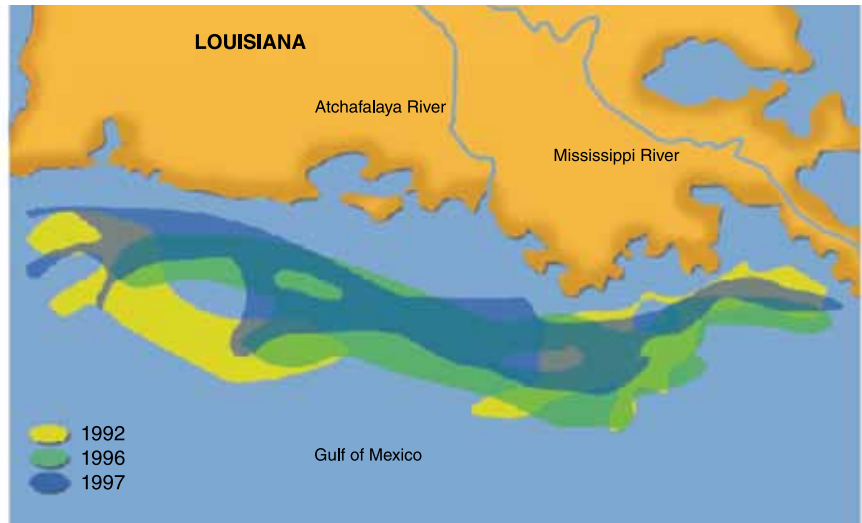 LOUISIANA
Atchafalaya River
Mississippi River
1992
1996
1997
Gulf of Mexico